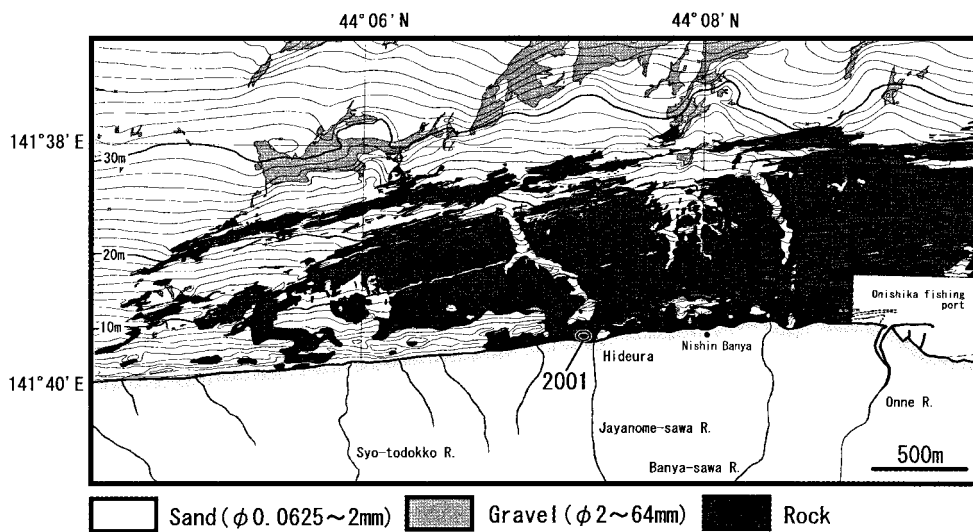 44°06'N 44°08'N
141°38'E
30m
20m
10m
Onishika fishing
port
Hideura
Nishin Banya
141°40'E
2001
Onne R.
Jayanome-sawa R.
Syo-todokko R.
Banya-sawa R.
500m
Sand(φ0.0625~2mm) Gravel(φ2~64mm) Rock